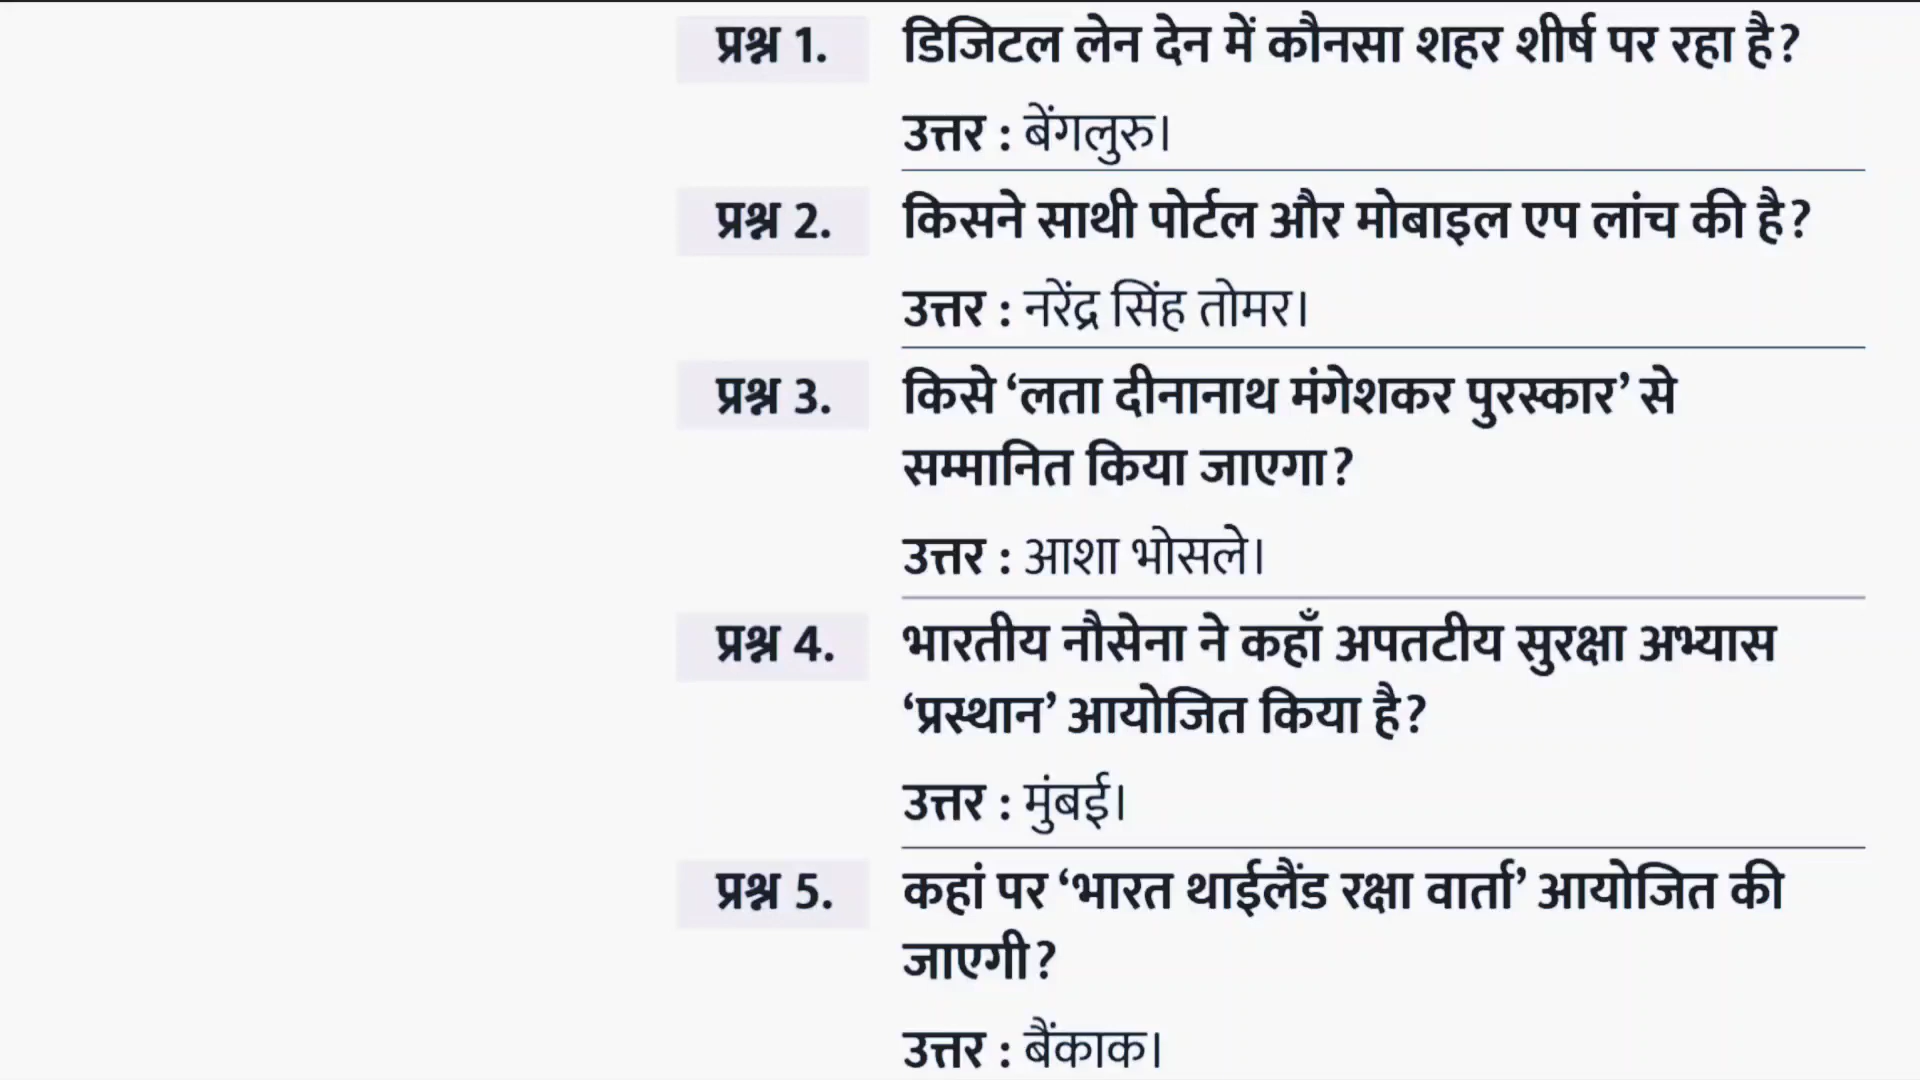 प्रश्न 1. डिजिटल लेन देन में कौनसा शहर शीर्ष पर रहा है?
उत्तर : बेंगलुरु।
प्रश्न 2. किसने साथी पोर्टल और मोबाइल एप लांच की है?
उत्तर : नरेंद्र सिंह तोमर।
प्रश्न 3. किसे ‘लता दीनानाथ मंगेशकर पुरस्कार’ से
सम्मानित किया जाएगा?
उत्तर : आशा भोसले।
प्रश्न 4. भारतीय नौसेना ने कहाँ अपतटीय सुरक्षा अभ्यास
‘प्रस्थान’ आयोजित किया है?
उत्तर : मुंबई।
प्रश्न 5. कहां पर ‘भारत थाईलैंड रक्षा वार्ता’ आयोजित की
जाएगी?
उत्तर : बैंकाक।